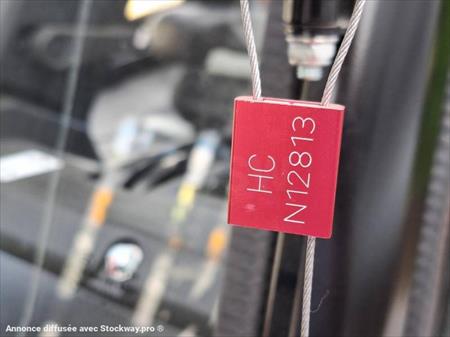 HC
N12813
Annonce diffusée avec Stockway.pro ®